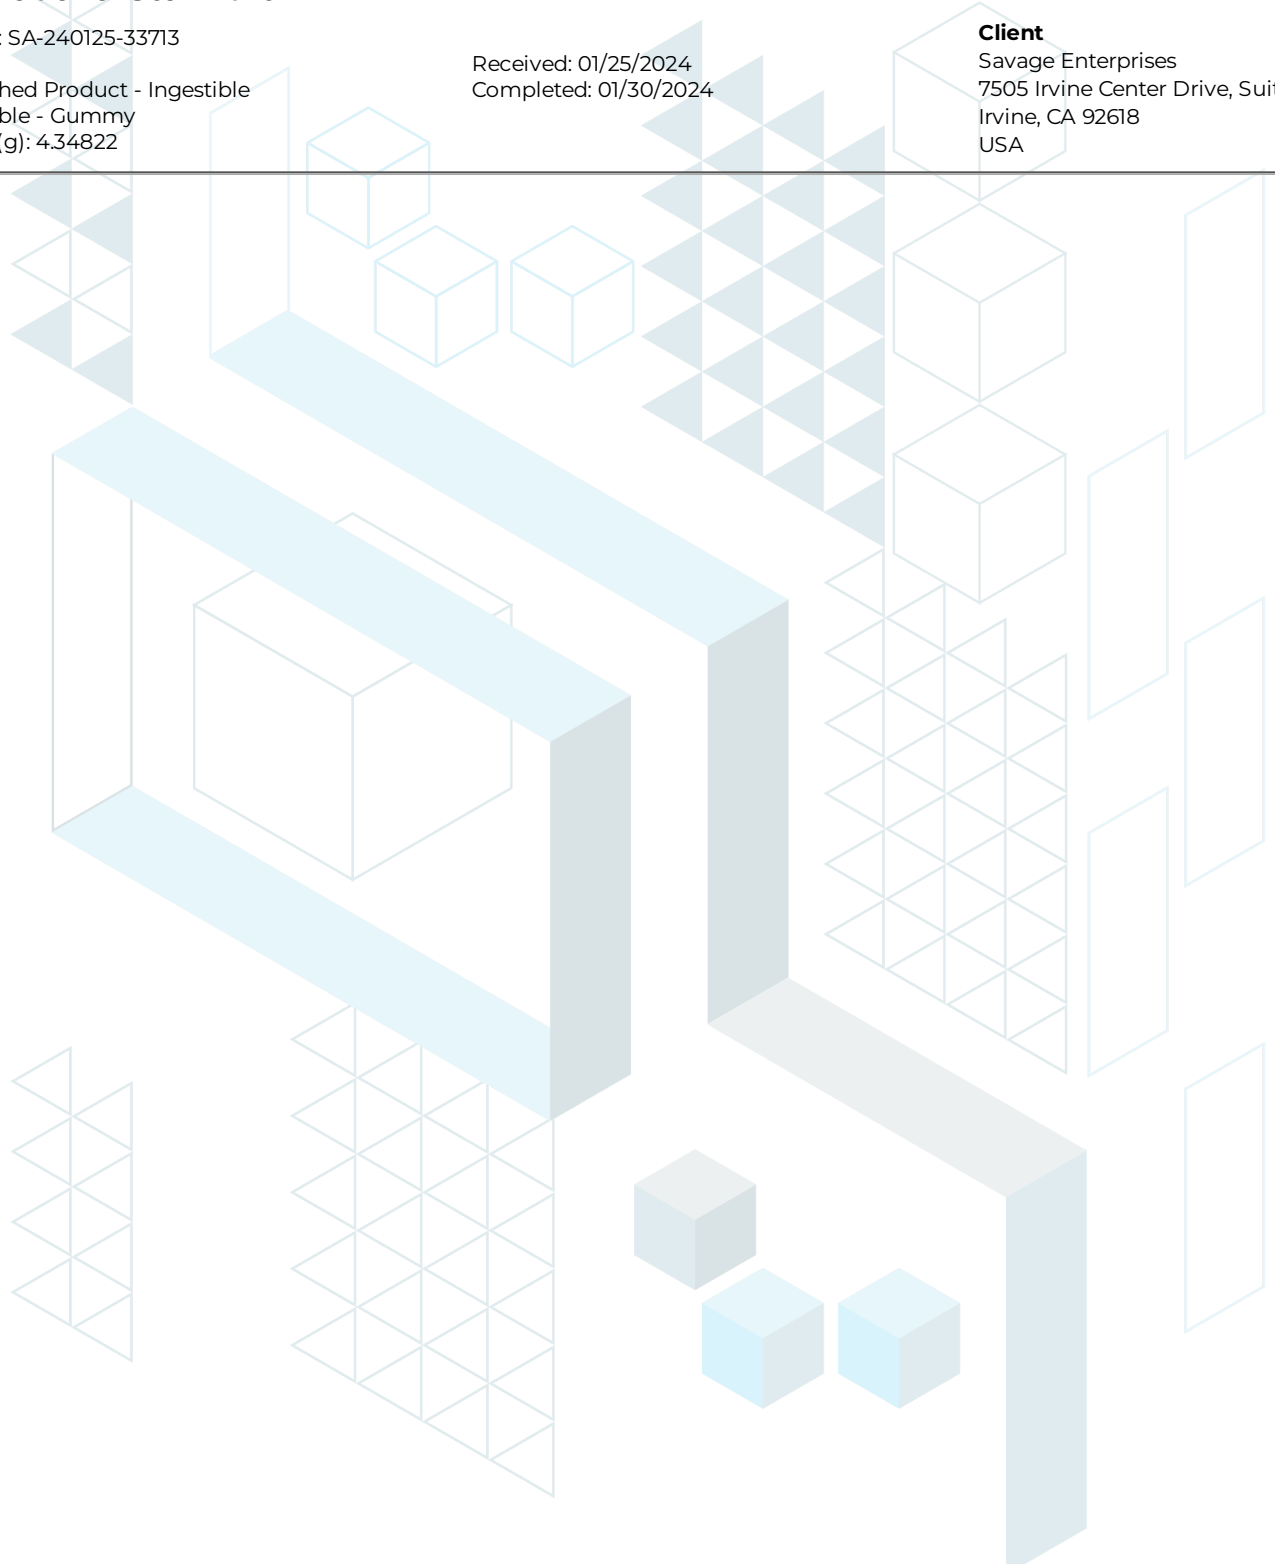 : SA-240125-33713
hed Product - Ingestible
ble - Gummy
(g): 4.34822
Received: 01/25/2024
Completed: 01/30/2024
Client
Savage Enterprises
7505 Irvine Center Drive, Suit
Irvine, CA 92618
USA